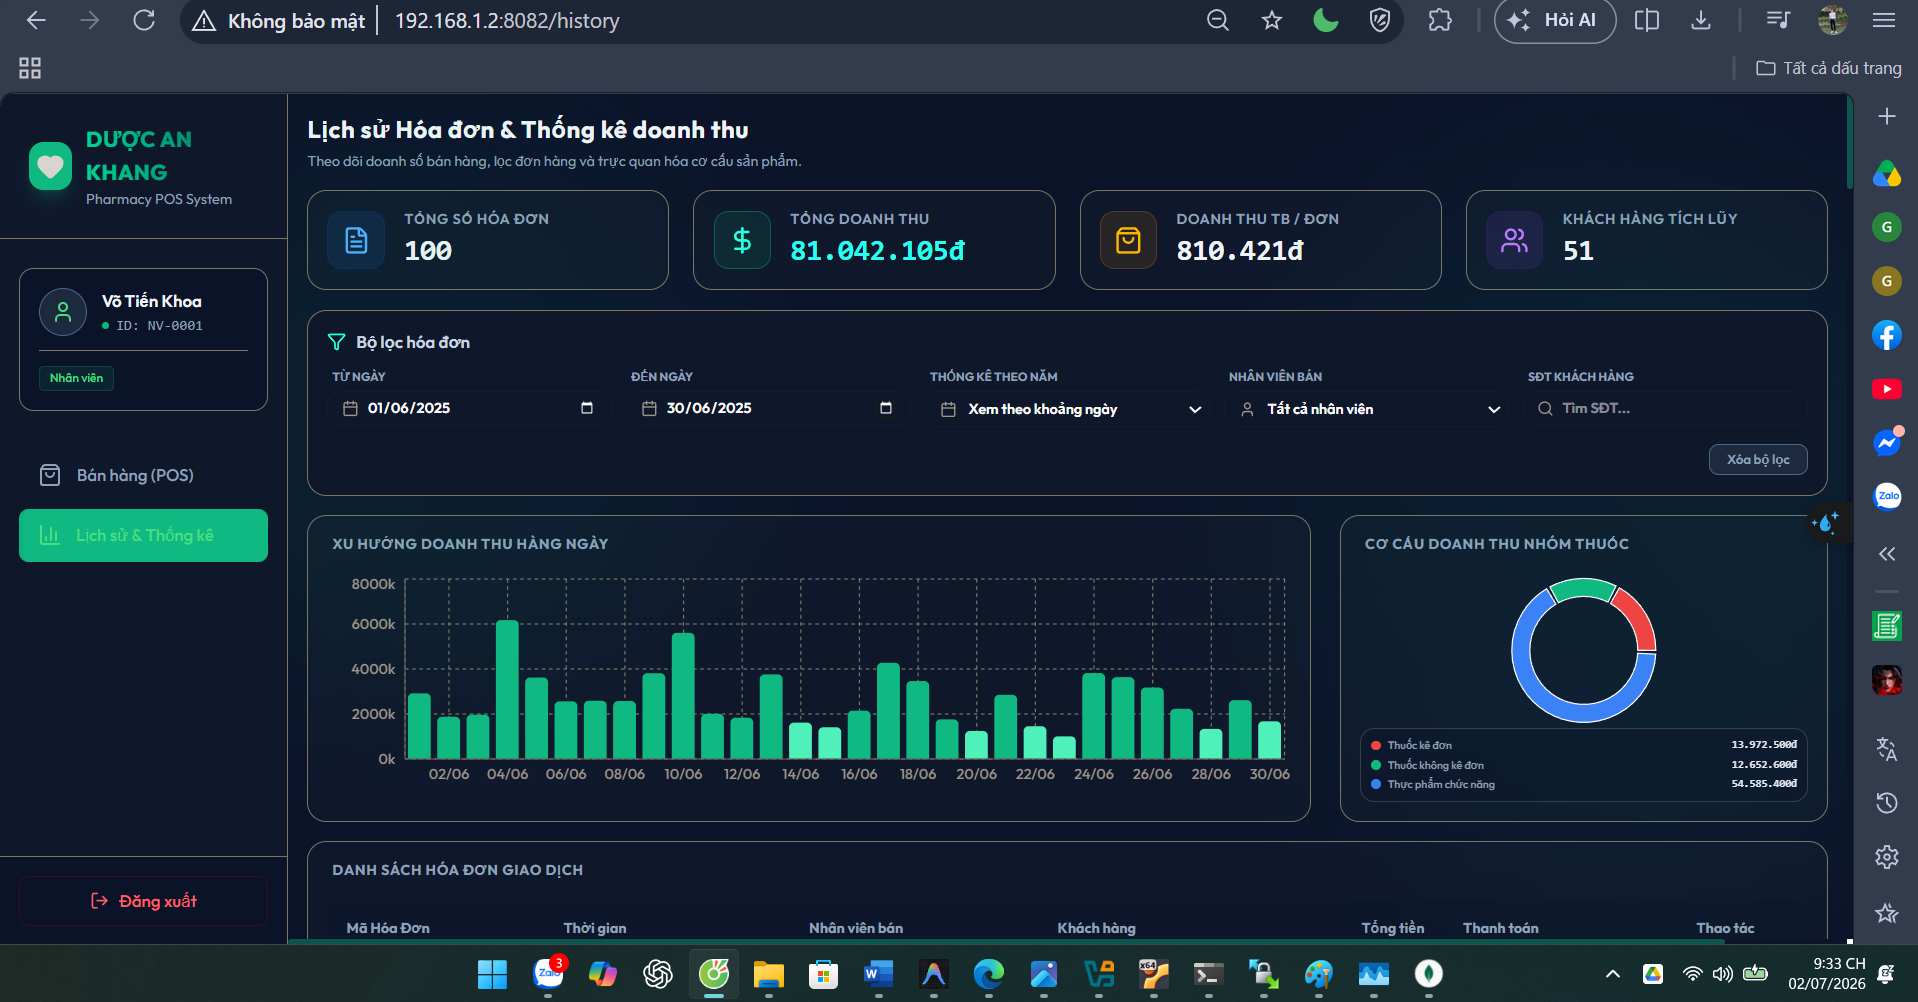 Không bảo mật
192.168.1.2:8082/history
Hỏi AI
Tất cả dấu trang
DƯỢC AN
KHANG
Pharmacy POS System
Võ Tiến Khoa
ID: NV-0001
Nhân viên
Bán hàng (POS)
Lịch sử & Thống kê
Đăng xuất
Lịch sử Hóa đơn & Thống kê doanh thu
Theo dõi doanh số bán hàng, lọc đơn hàng và trực quan hóa cơ cấu sản phẩm.
TỔNG SỐ HÓA ĐƠN
100
TỔNG DOANH THU
81.042.105đ
DOANH THU TB / ĐƠN
810.421đ
KHÁCH HÀNG TÍCH LŨY
51
Bộ lọc hóa đơn
TỪ NGÀY
ĐẾN NGÀY
THỐNG KÊ THEO NĂM
NHÂN VIÊN BÁN
SĐT KHÁCH HÀNG
01/06/2025
30/06/2025
Xem theo khoảng ngày
Tất cả nhân viên
Tìm SĐT...
Xóa bộ lọc
XU HƯỚNG DOANH THU HÀNG NGÀY
8000k
6000k
4000k
2000k
0k
02/06 04/06 06/06 08/06 10/06 12/06 14/06 16/06 18/06 20/06 22/06 24/06 26/06 28/06 30/06
CƠ CẤU DOANH THU NHÓM THUỐC
Thuốc kê đơn 13.972.500đ
Thuốc không kê đơn 12.652.600đ
Thực phẩm chức năng 54.585.400đ
DANH SÁCH HÓA ĐƠN GIAO DỊCH
Mã Hóa Đơn Thời gian Nhân viên bán Khách hàng Tổng tiền Thanh toán Thao tác
G
G
Zalo
Zalo
3
x64
9:33 CH
02/07/2026